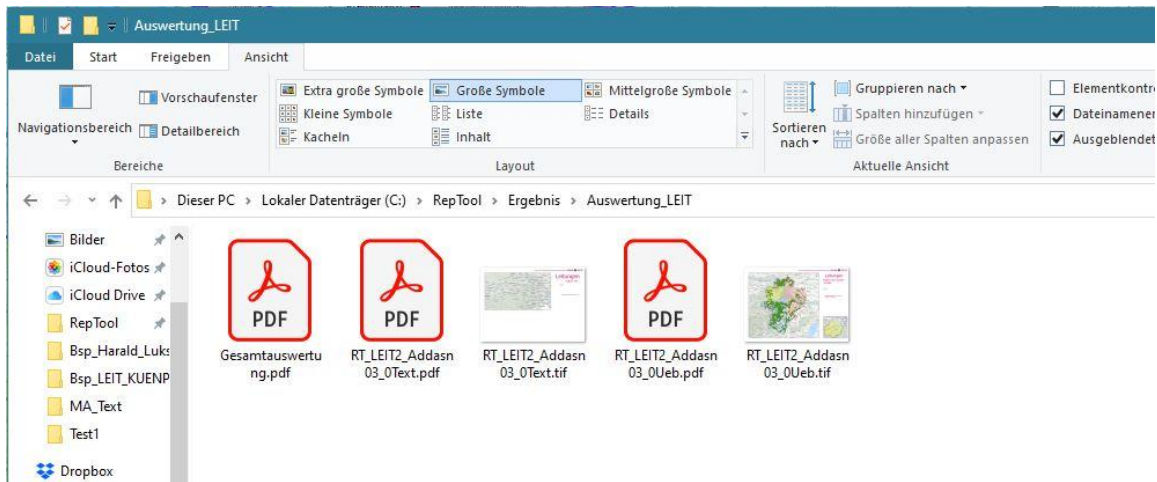 Auswertung_LEIT
Datei Start Freigeben Ansicht
Navigationsbereich
Vorschaufenster
Detailbereich
Bereiche
Extra große Symbole Große Symbole Mittelgroße Symbole
Kleine Symbole Liste Details
Kacheln Inhalt
Layout
Sortieren
nach
Gruppieren nach
Spalten hinzufügen
Größe aller Spalten anpassen
Aktuelle Ansicht
Elementkontro
Dateinamener
Ausgeblendet
Dieser PC > Lokaler Datenträger (C:) > RepTool > Ergebnis > Auswertung_LEIT
Bilder
iCloud-Fotos
iCloud Drive
RepTool
Bsp_Harald_Luks
Bsp_LEIT_KUENP
MA_Text
Test1
Dropbox
PDF
Gesamtauswertu
ng.pdf
PDF
RT_LEIT2_Addasn
03_0Text.pdf
Leitungen
RT_LEIT2_Addasn
03_0Text.tif
PDF
RT_LEIT2_Addasn
03_0Ueb.pdf
RT_LEIT2_Addasn
03_0Ueb.tif